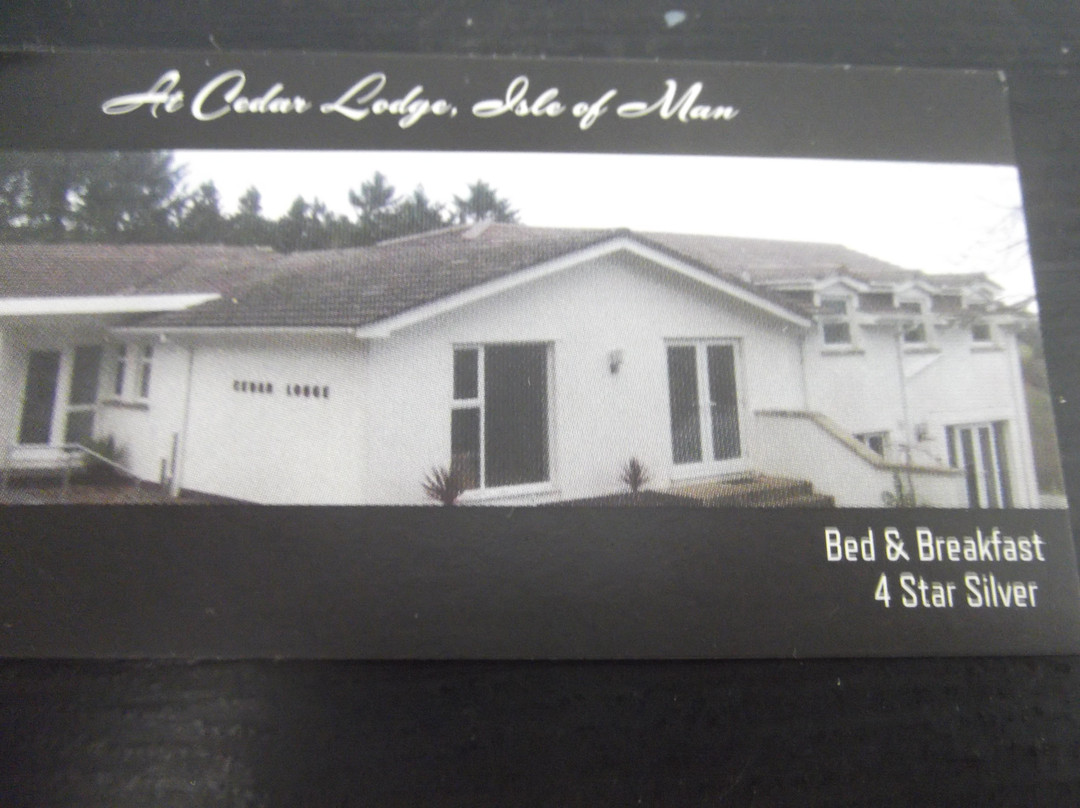 At Cedar Lodge, Isle of Man
CEDAR LODGE
Bed & Breakfast
4 Star Silver